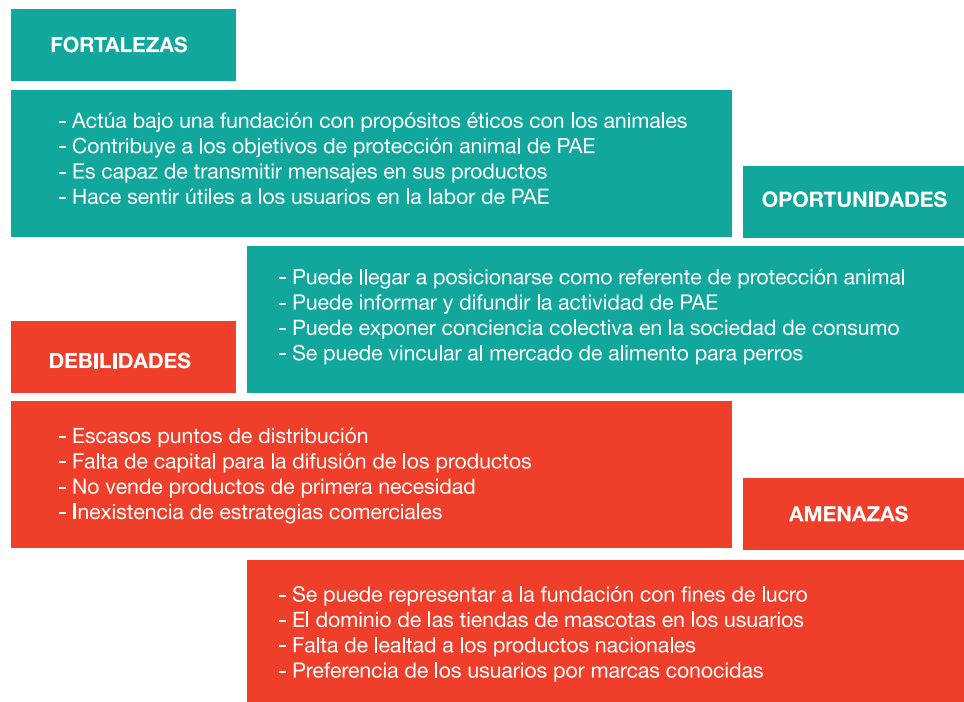 FORTALEZAS
- Actúa bajo una fundación con propósitos éticos con los animales
- Contribuye a los objetivos de protección animal de PAE
- Es capaz de transmitir mensajes en sus productos
- Hace sentir útiles a los usuarios en la labor de PAE
OPORTUNIDADES
- Puede llegar a posicionarse como referente de protección animal
- Puede informar y difundir la actividad de PAE
- Puede exponer conciencia colectiva en la sociedad de consumo
- Se puede vincular al mercado de alimento para perros
DEBILIDADES
- Escasos puntos de distribución
- Falta de capital para la difusión de los productos
- No vende productos de primera necesidad
- Inexistencia de estrategias comerciales
AMENAZAS
- Se puede representar a la fundación con fines de lucro
- El dominio de las tiendas de mascotas en los usuarios
- Falta de lealtad a los productos nacionales
- Preferencia de los usuarios por marcas conocidas